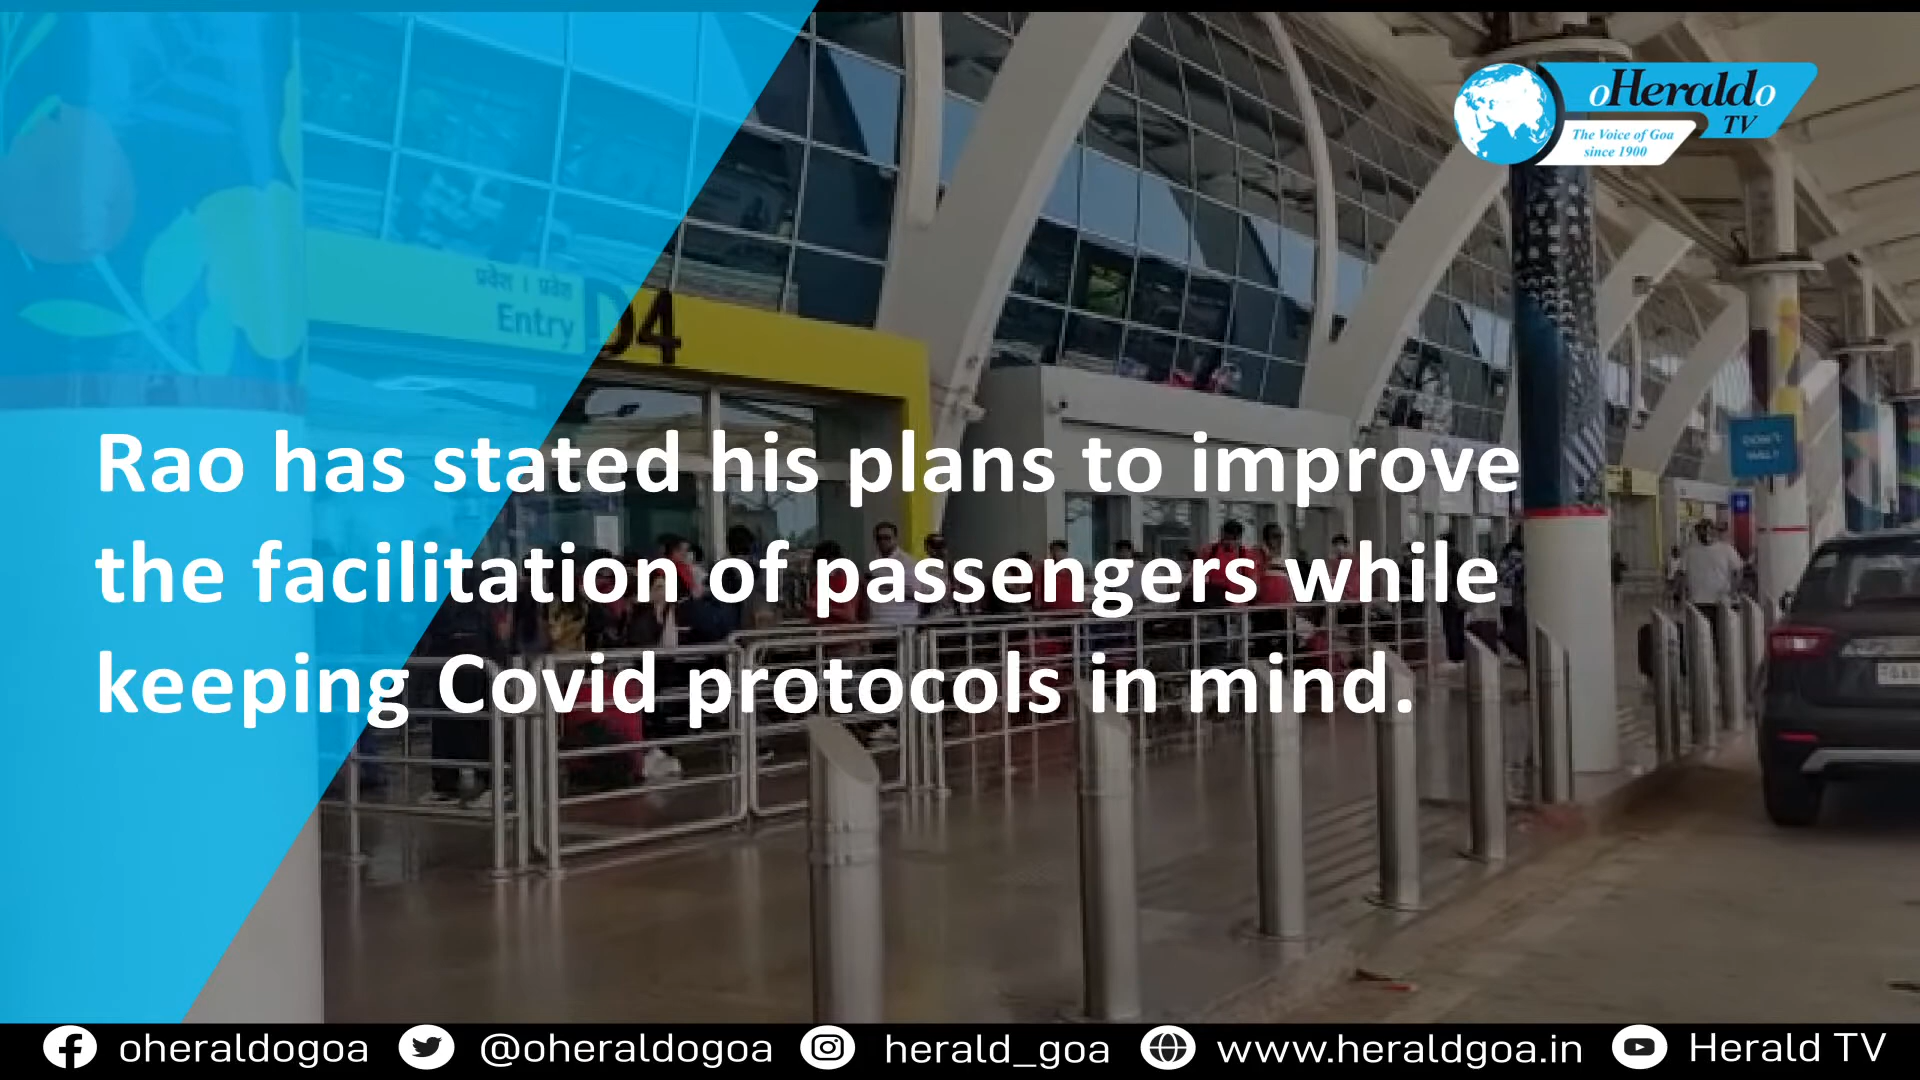 oHeraldo
TV
The Voice of Goa
since 1900
प्रवेश । प्रवेश
Entry
D4
Rao has stated his plans to improve
the facilitation of passengers while
keeping Covid protocols in mind.
oheraldogoa
@oheraldogoa
herald_goa
www.heraldgoa.in
Herald TV